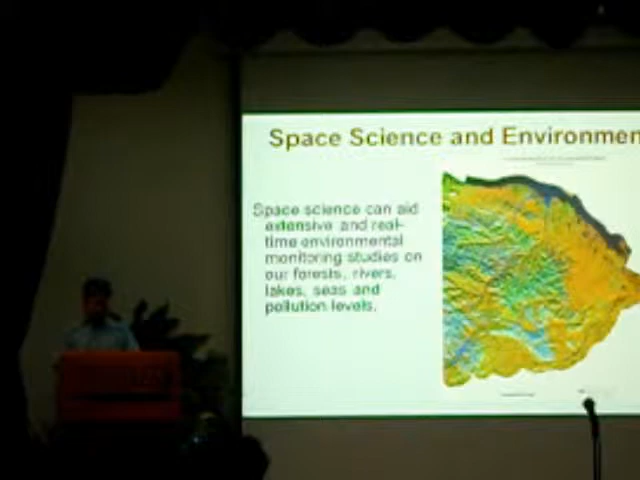 Space Science and Environmen
Space science can aid
extensive and real-
time environmental
monitoring studies on
our forests, rivers,
lakes, seas and
pollution levels.